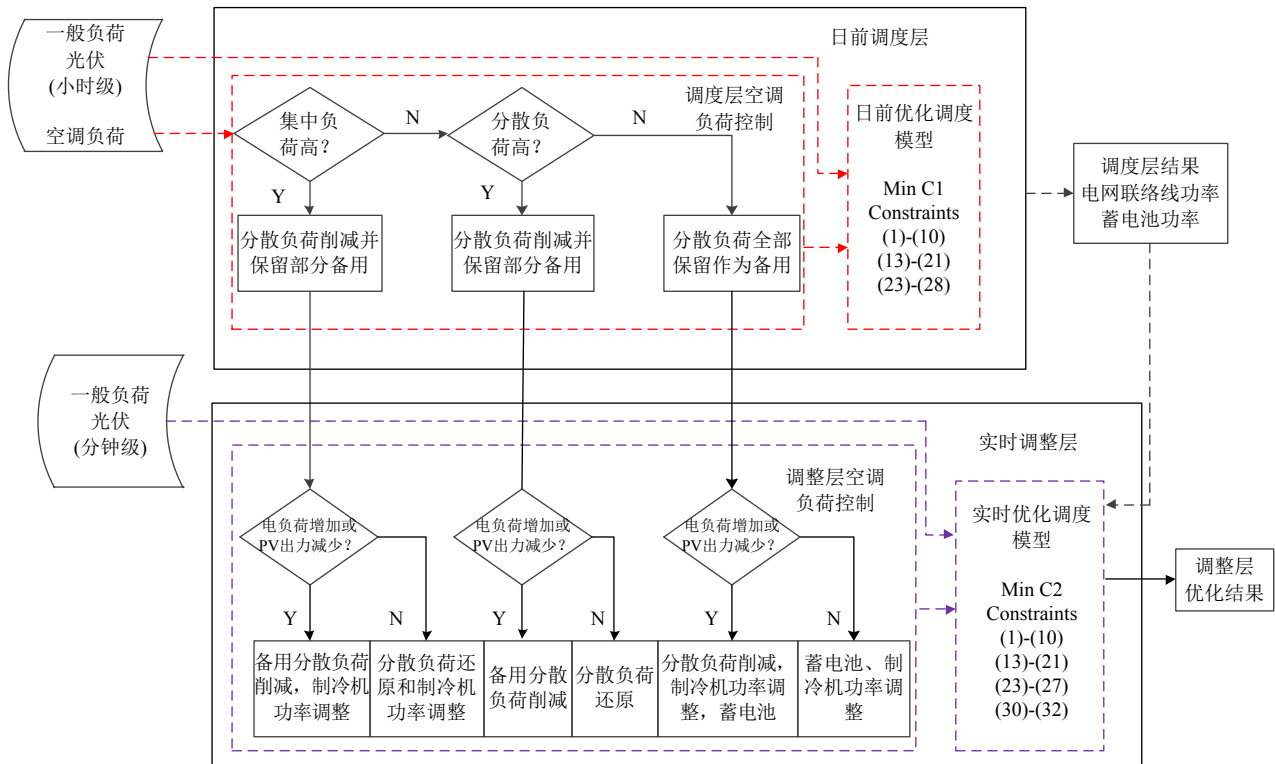 一般负荷
光伏
(小时级)
空调负荷
日前调度层
调度层空调
负荷控制
集中负
荷高？
N
分散负
荷高？
N
Y
Y
分散负荷削减并
保留部分备用
分散负荷削减并
保留部分备用
分散负荷全部
保留作为备用
日前优化调度
模型
Min C1
Constraints
(1)-(10)
(13)-(21)
(23)-(28)
调度层结果
电网联络线功率
蓄电池功率
一般负荷
光伏
(分钟级)
实时调整层
调整层空调
负荷控制
电负荷增加或
PV出力减少？
电负荷增加或
PV出力减少？
电负荷增加或
PV出力减少？
Y
N
Y
N
Y
N
备用分散负荷
削减，制冷机
功率调整
分散负荷还
原和制冷机
功率调整
备用分散
负荷削减
分散负荷
还原
分散负荷削减，
制冷机功率调
整，蓄电池
蓄电池、制
冷机功率调
整
实时优化调度
模型
Min C2
Constraints
(1)-(10)
(13)-(21)
(23)-(27)
(30)-(32)
调整层
优化结果